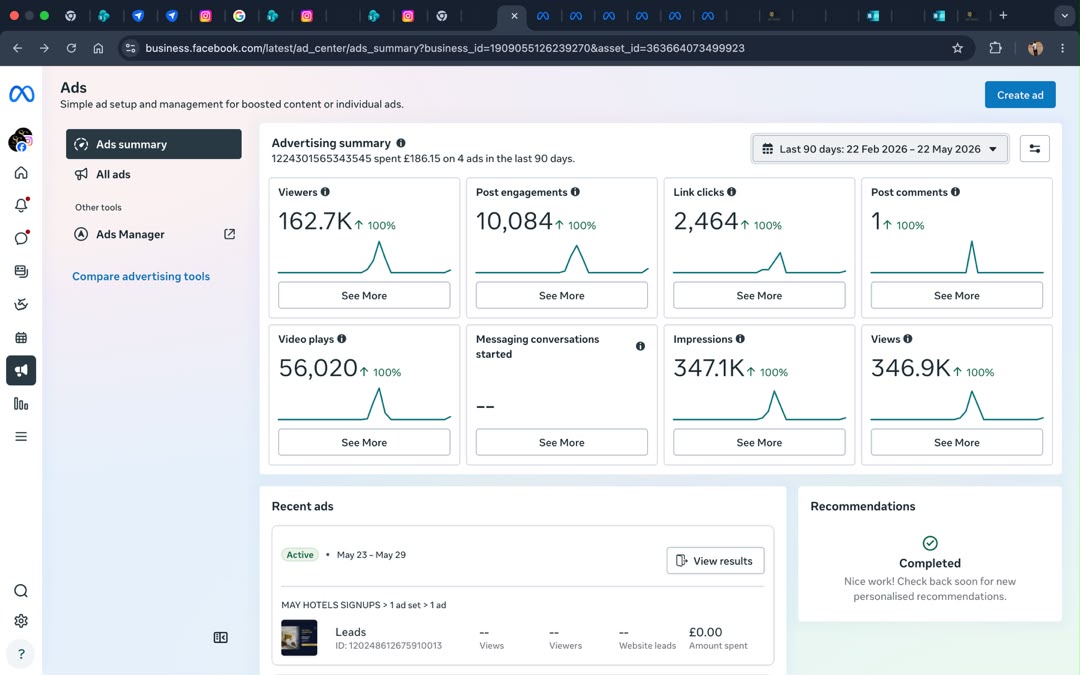 business.facebook.com/latest/ad_center/ads_summary?business_id=1909055126239270&asset_id=363664073499923
Ads
Simple ad setup and management for boosted content or individual ads.
Create ad
Ads summary
All ads
Other tools
Ads Manager
Compare advertising tools
Advertising summary
1224301565343545 spent £186.15 on 4 ads in the last 90 days.
Last 90 days: 22 Feb 2026 – 22 May 2026
Viewers
162.7K ↑ 100%
See More
Post engagements
10,084 ↑ 100%
See More
Link clicks
2,464 ↑ 100%
See More
Post comments
1 ↑ 100%
See More
Video plays
56,020 ↑ 100%
See More
Messaging conversations
started
--
See More
Impressions
347.1K ↑ 100%
See More
Views
346.9K ↑ 100%
See More
Recent ads
Active • May 23 – May 29
View results
MAY HOTELS SIGNUPS > 1 ad set > 1 ad
Leads
ID: 120248612675910013
--
Views
--
Viewers
--
Website leads
£0.00
Amount spent
Recommendations
Completed
Nice work! Check back soon for new
personalised recommendations.
?